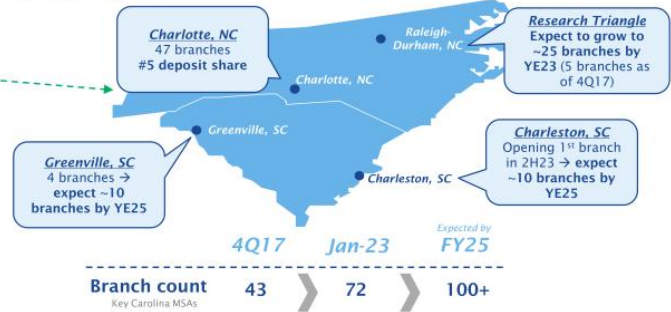 Charlotte, NC
47 branches
#5 deposit share
Raleigh-
Durham, NC
Research Triangle
Expect to grow to
~25 branches by
YE23 (5 branches as
of 4Q17)
Charlotte, NC
Greenville, SC
Greenville, SC
4 branches →
expect ~10
branches by YE25
Charleston, SC
Charleston, SC
Opening 1st branch
in 2H23 → expect
~10 branches by
YE25
Expected by
4Q17 Jan-23 FY25
Branch count 43 72 100+
Key Carolina MSAs